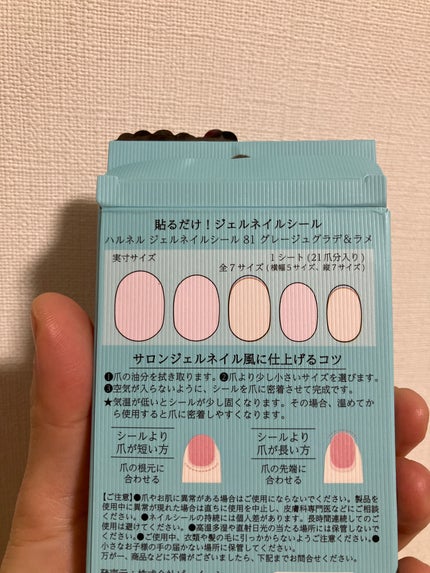 貼るだけ！ジェルネイルシール
ハルネル ジェルネイルシール 81 グレージュグラデ＆ラメ
実寸サイズ
1シート(21爪分入り)
全7サイズ(横幅5サイズ、縦7サイズ)
サロンジェルネイル風に仕上げるコツ
❶爪の油分を拭き取ります。❷爪より少し小さいサイズを選びます。
❸空気が入らないように、シールを爪に密着させて完成です。
★気温が低いとシールが少し固くなります。その場合、温めてか
ら使用すると爪に密着しやすくなります。
シールより
爪が短い方
爪の根元に
合わせる
シールより
爪が長い方
爪の先端に
合わせる
【ご注意】●爪やお肌に異常がある場合はご使用にならないでください。製品を
使用中に異常が現れた場合は直ちに使用を中止し、皮膚科専門医などにご相談
ください。●ネイルシールの持続には個人差があります。長時間連続してのご
使用は避けてください。●高温多湿や直射日光の当たる場所には保管しないで
ください。●ご使用中、衣類や髪の毛に引っかからないようご注意ください。●
小さなお子様の手の届かない場所に保管してください。
万が一、商品などに不備がございましたら、下記までお問合せください。